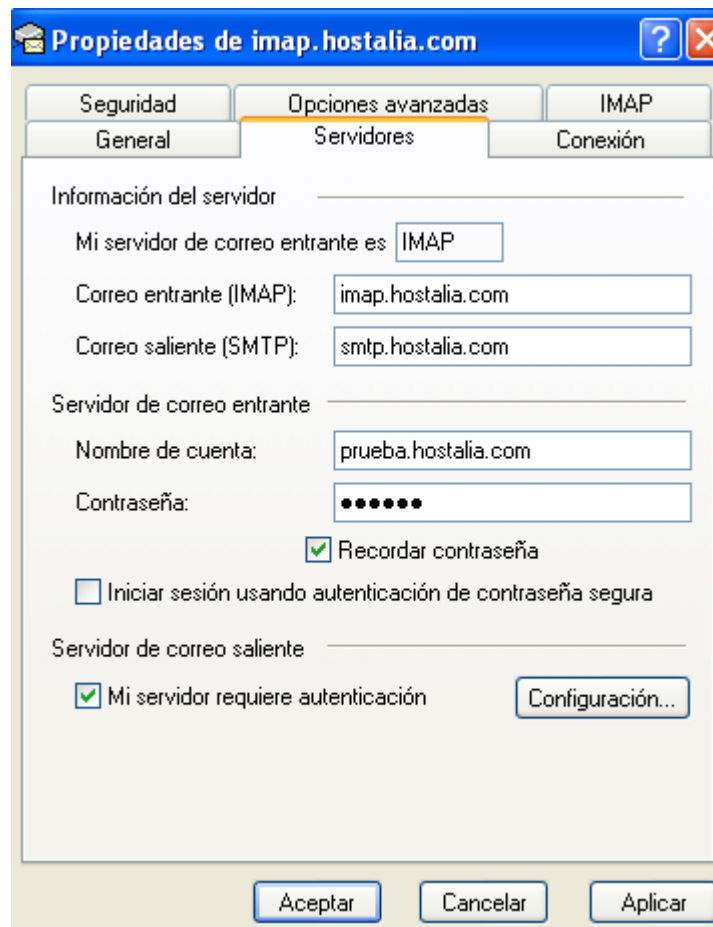 Propiedades de imap.hostalia.com
Seguridad Opciones avanzadas IMAP
General Servidores Conexión
Información del servidor
Mi servidor de correo entrante es IMAP
Correo entrante (IMAP): imap.hostalia.com
Correo saliente (SMTP): smtp.hostalia.com
Servidor de correo entrante
Nombre de cuenta: prueba.hostalia.com
Contraseña: ●●●●●●
Recordar contraseña
Iniciar sesión usando autenticación de contraseña segura
Servidor de correo saliente
Mi servidor requiere autenticación Configuración...
Aceptar Cancelar Aplicar